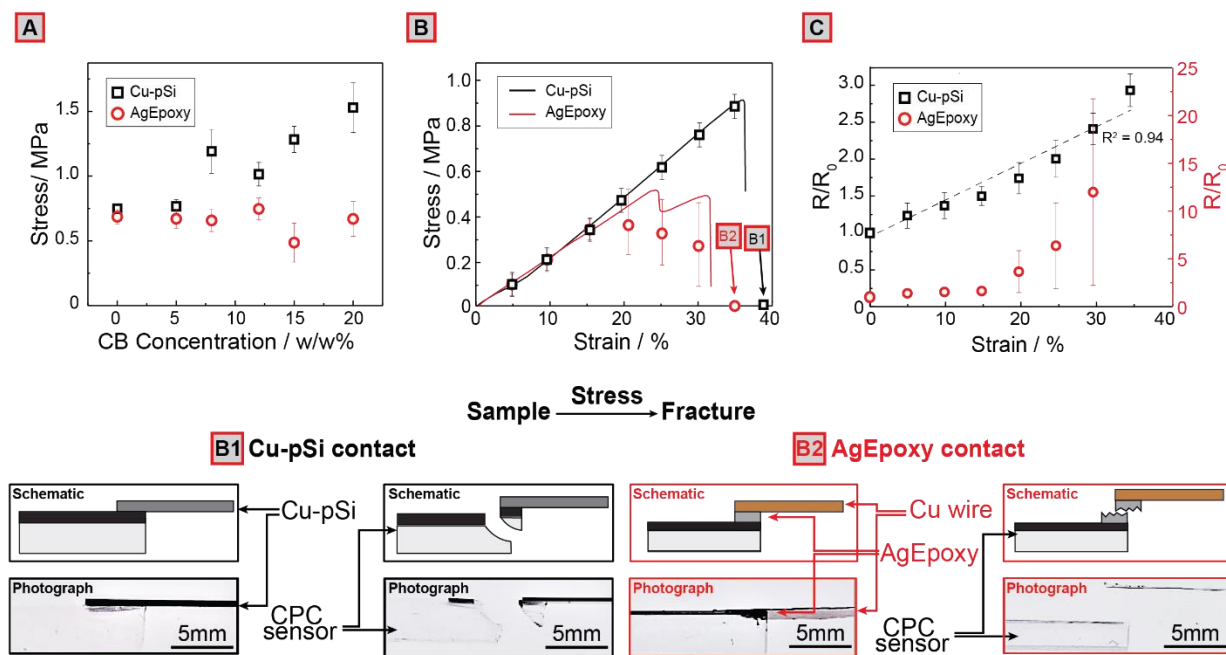 A
B
C
1.5
1.0
0.5
0
Stress/ MPa
Cu-pSi
AgEpoxy
0
5
10
15
20
CB Concentration / w/w%
1.0
0.8
0.6
0.4
0.2
0
Stress / MPa
Cu-pSi
AgEpoxy
B2
B1
0
10
20
30
40
Strain / %
3.0
2.5
2.0
1.5
1.0
0.5
0.0
R/R0
Cu-pSi
AgEpoxy
R² = 0.94
25
20
15
10
5
0
R/R0
0
10
20
30
40
Strain / %
Stress
Sample Fracture
B1 Cu-pSi contact
B2 AgEpoxy contact
Schematic
Schematic
Schematic
Schematic
Cu-pSi
Cu wire
AgEpoxy
Photograph
Photograph
Photograph
Photograph
CPC
sensor
CPC
sensor
5mm
5mm
5mm
5mm